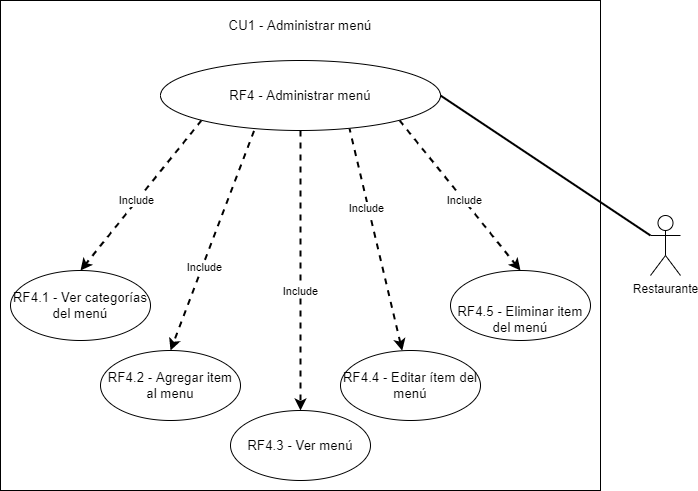 CU1 - Administrar menú
RF4 - Administrar menú
Include
Include
Include
Include
Include
RF4.1 - Ver categorías
del menú
RF4.2 - Agregar item
al menu
RF4.3 - Ver menú
RF4.4 - Editar ítem del
menú
RF4.5 - Eliminar item
del menú
Restaurante